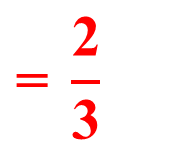 = 2/3